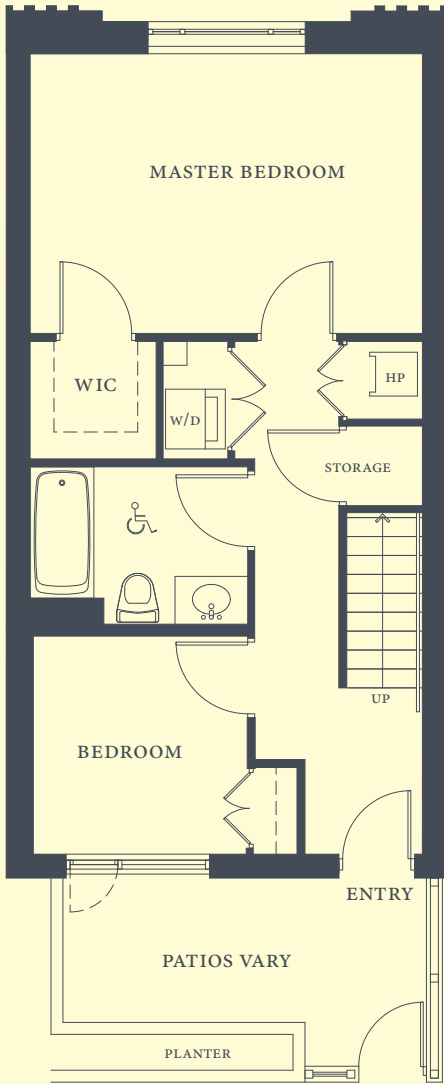 MASTER BEDROOM
WIC
HP
W/D
STORAGE
UP
BEDROOM
ENTRY
PATIOS VARY
PLANTER